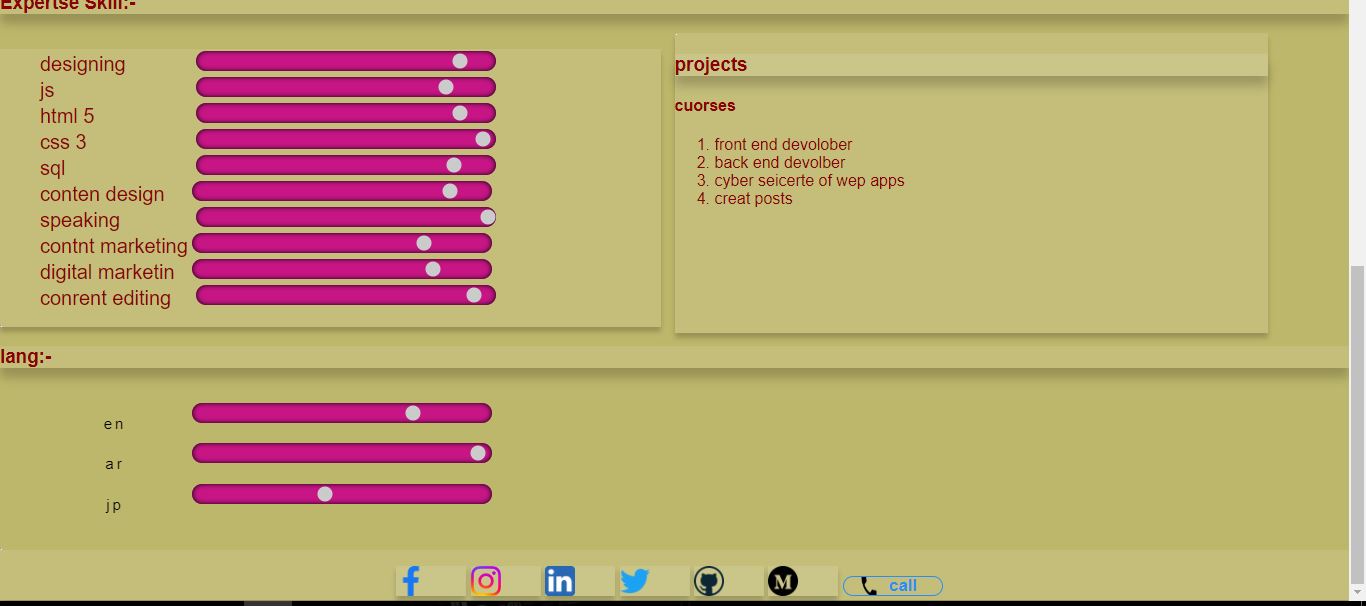 Expertse Skill:-
designing
js
html 5
css 3
sql
conten design
speaking
contnt marketing
digital marketin
conrent editing
projects
cuorses
1. front end devolober
2. back end devolber
3. cyber seicerte of wep apps
4. creat posts
lang:-
en
ar
jp
f
in
M
call